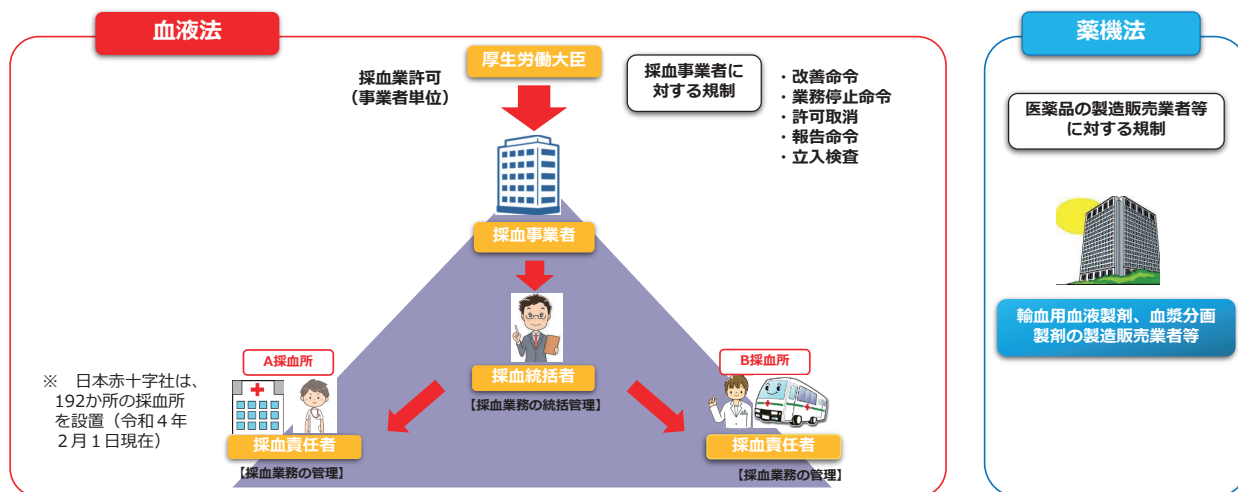 血液法
厚生労働大臣
採血業許可
（事業者単位）
採血事業者に
対する規制
・改善命令
・業務停止命令
・許可取消
・報告命令
・立入検査
採血事業者
採血統括者
【採血業務の統括管理】
A採血所
採血責任者
【採血業務の管理】
B採血所
採血責任者
【採血業務の管理】
※　日本赤十字社は、
192か所の採血所
を設置（令和４年
２月１日現在）
薬機法
医薬品の製造販売業者等
に対する規制
輸血用血液製剤、血漿分画
製剤の製造販売業者等